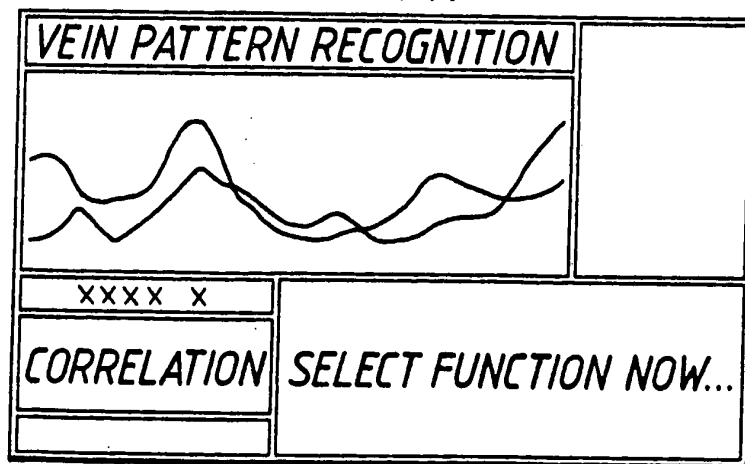 VEIN PATTERN RECOGNITION
XXXX X
CORRELATION
SELECT FUNCTION NOW...